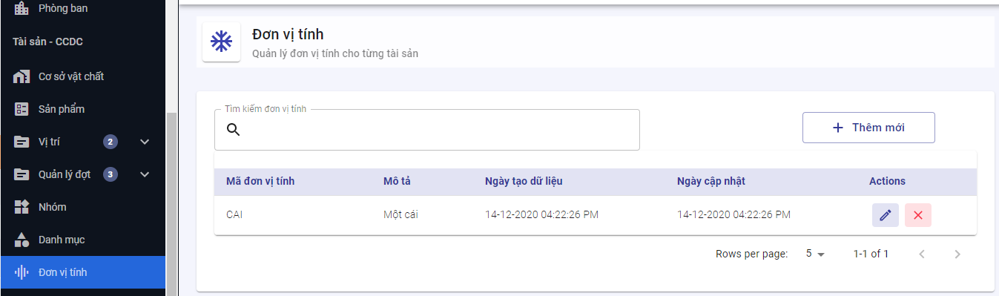 Phòng ban
Tài sản - CCDC
Cơ sở vật chất
Sản phẩm
Vị trí 2
Quản lý đợt 3
Nhóm
Danh mục
Đơn vị tính
Đơn vị tính
Quản lý đơn vị tính cho từng tài sản
Tìm kiếm đơn vị tính
Thêm mới
Mã đơn vị tính Mô tả Ngày tạo dữ liệu Ngày cập nhật Actions
CAI Một cái 14-12-2020 04:22:26 PM 14-12-2020 04:22:26 PM
Rows per page: 5 1-1 of 1